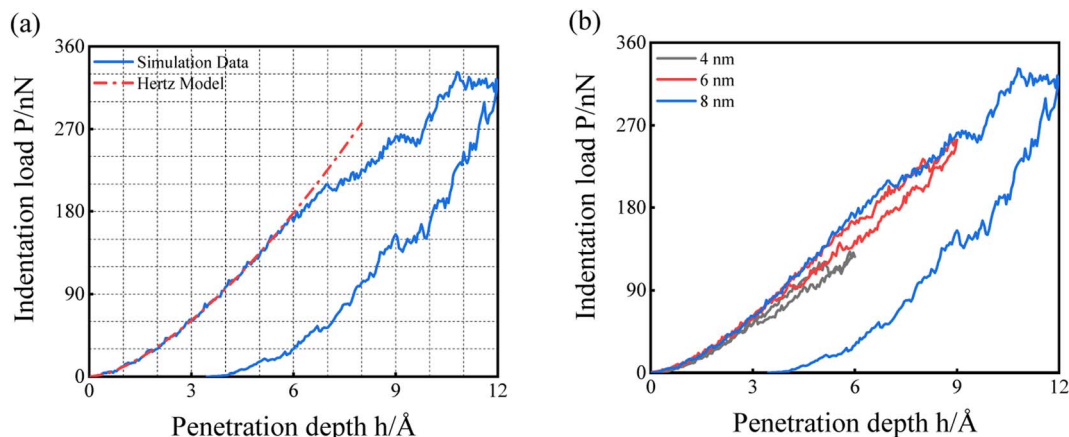 (a)
360
270
180
90
0
Indentation load P/nN
Simulation Data
Hertz Model
0 3 6 9 12
Penetration depth h/Å
(b)
360
270
180
90
0
Indentation load P/nN
4 nm
6 nm
8 nm
0 3 6 9 12
Penetration depth h/Å